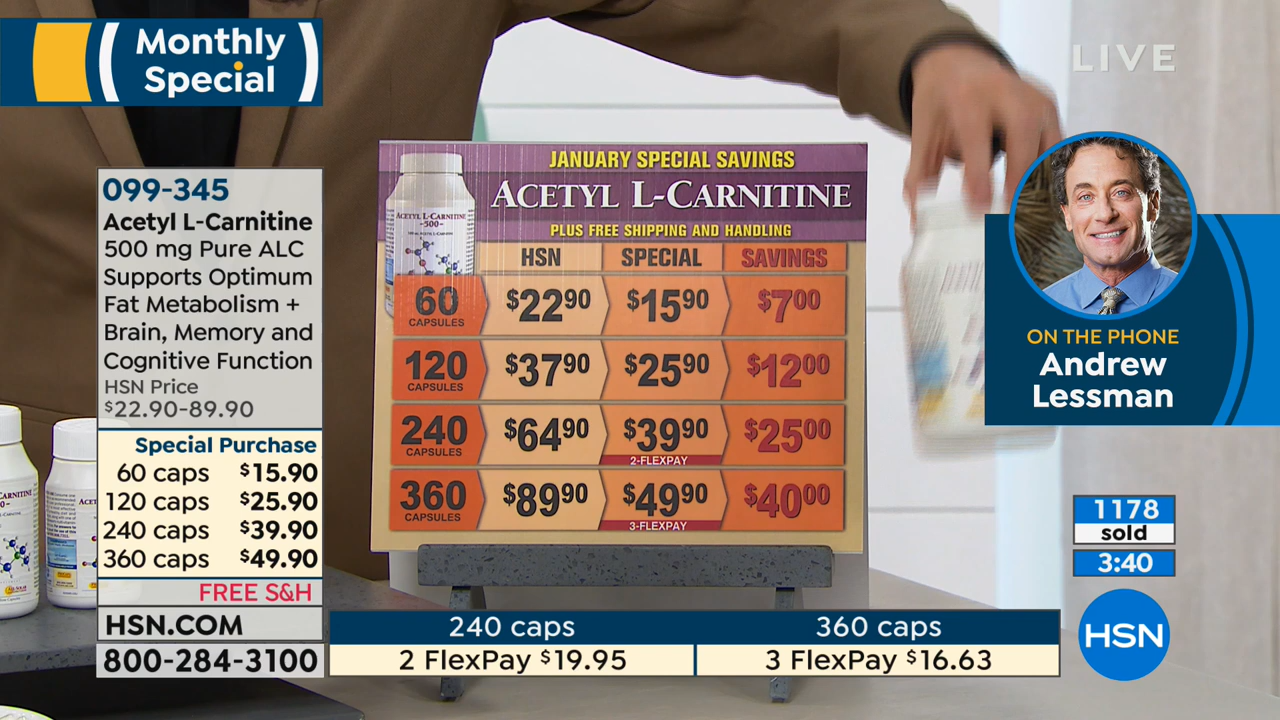 Monthly
Special
LIVE
099-345
Acetyl L-Carnitine
500 mg Pure ALC
Supports Optimum
Fat Metabolism +
Brain, Memory and
Cognitive Function
HSN Price
$22.90-89.90
Special Purchase
60 caps $15.90
120 caps $25.90
240 caps $39.90
360 caps $49.90
FREE S&H
HSN.COM
800-284-3100
JANUARY SPECIAL SAVINGS
ACETYL L-CARNITINE
PLUS FREE SHIPPING AND HANDLING
ACETYL L-CARNITINE
-500-
HSN SPECIAL SAVINGS
60 CAPSULES $22.90 $15.90 $7.00
120 CAPSULES $37.90 $25.90 $12.00
240 CAPSULES $64.90 $39.90 $25.00
2-FLEXPAY
360 CAPSULES $89.90 $49.90 $40.00
3-FLEXPAY
ON THE PHONE
Andrew
Lessman
1178
sold
3:40
HSN
240 caps 360 caps
2 FlexPay $19.95 3 FlexPay $16.63